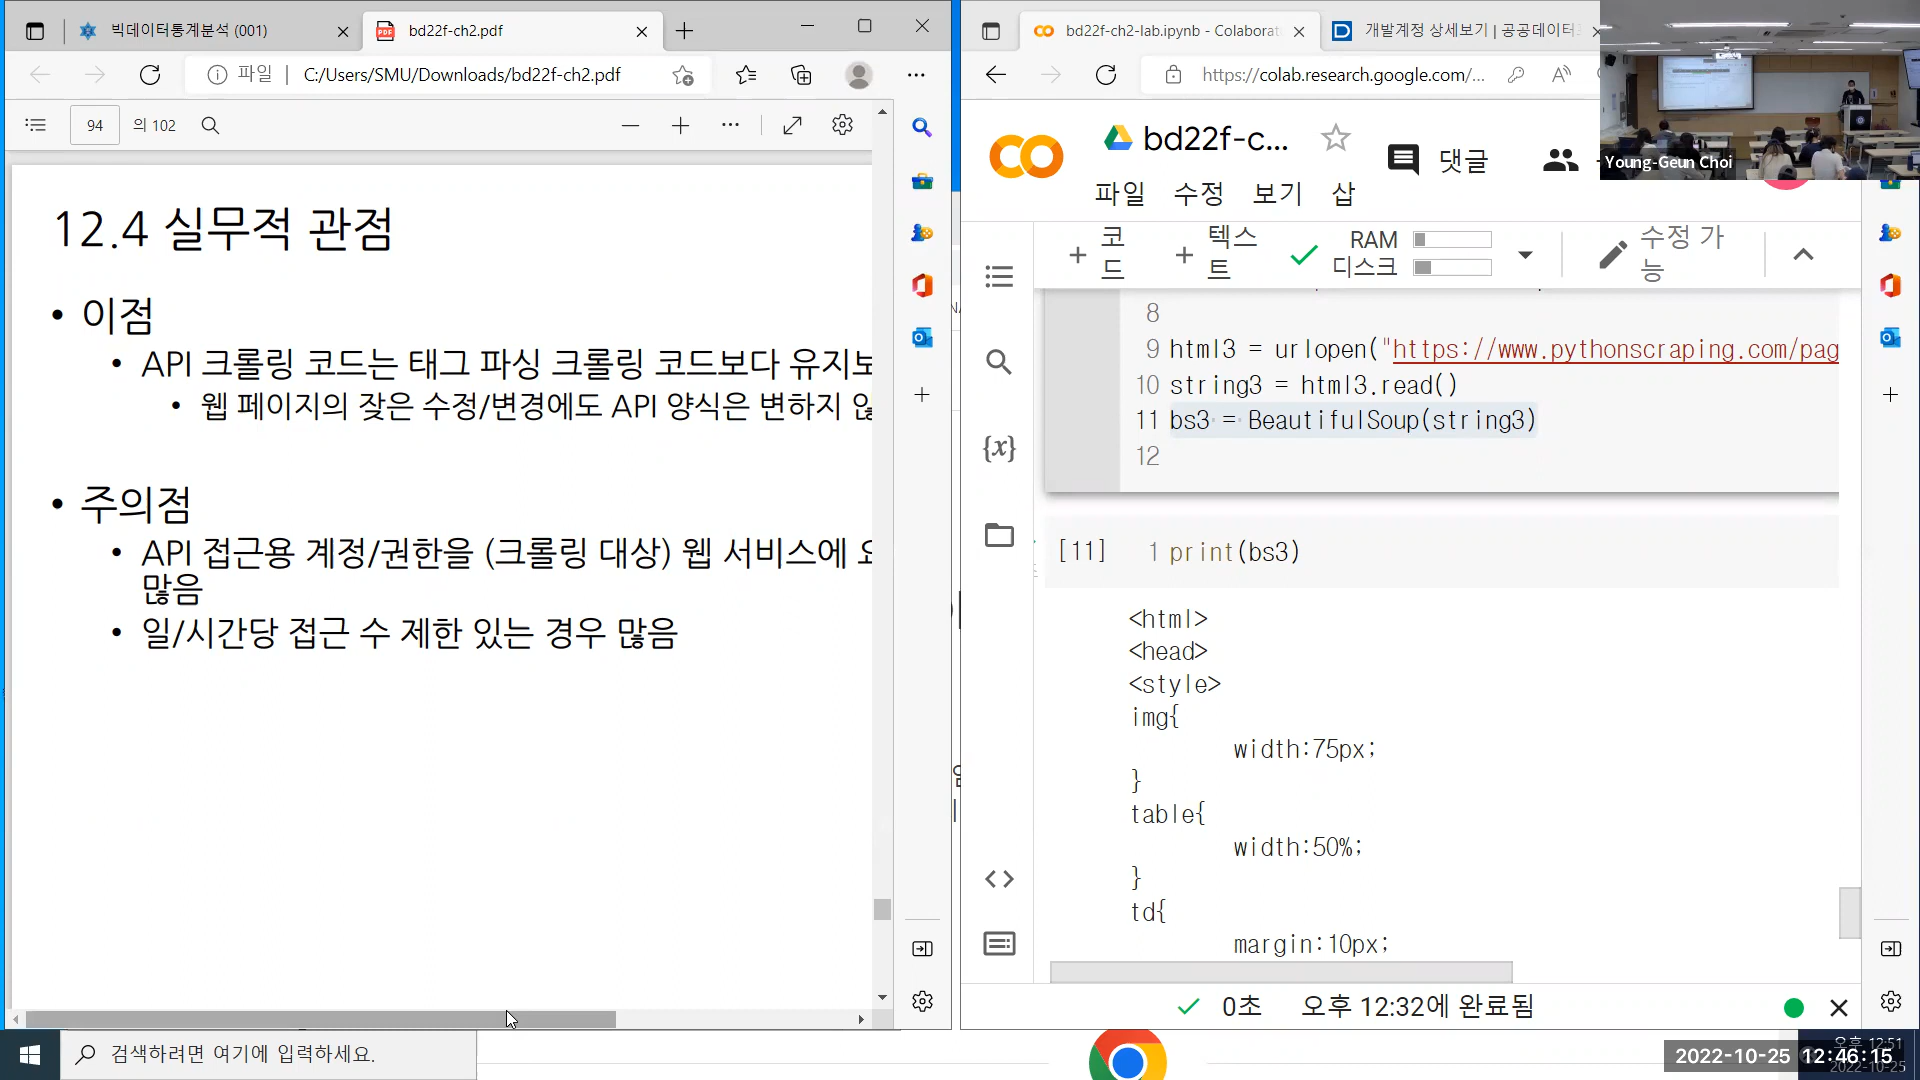 빅데이터통계분석 (001)
bd22f-ch2.pdf
파일
C:/Users/SMU/Downloads/bd22f-ch2.pdf
94
의 102
12.4 실무적 관점
• 이점
• API 크롤링 코드는 태그 파싱 크롤링 코드보다
• 웹 페이지의 잦은 수정/변경에도 API 양식은 변하지
• 주의점
• API 접근용 계정/권한을 (크롤링 대상) 웹 서비스에
많음
• 일/시간당 접근 수 제한 있는 경우 많음
검색하려면 여기에 입력하세요.
bd22f-ch2-lab.ipynb - Colaborat
개발계정 상세보기 | 공공데이터
https://colab.research.google.com/...
bd22f-c...
댓글
파일 수정 보기 삽
+ 코드
+ 텍스트
RAM
디스크
수정 가능
8
9 html3 = urlopen("https://www.pythonscraping.com/pag
10 string3 = html3.read()
11 bs3 = BeautifulSoup(string3)
12
[11] 1 print(bs3)
<html>
<head>
<style>
img{
width:75px;
}
table{
width:50%;
}
td{
margin:10px;
0초 오후 12:32에 완료됨
Young-Geun Choi
오후 12:51
2022-10-25
2022-10-25 12:46:15